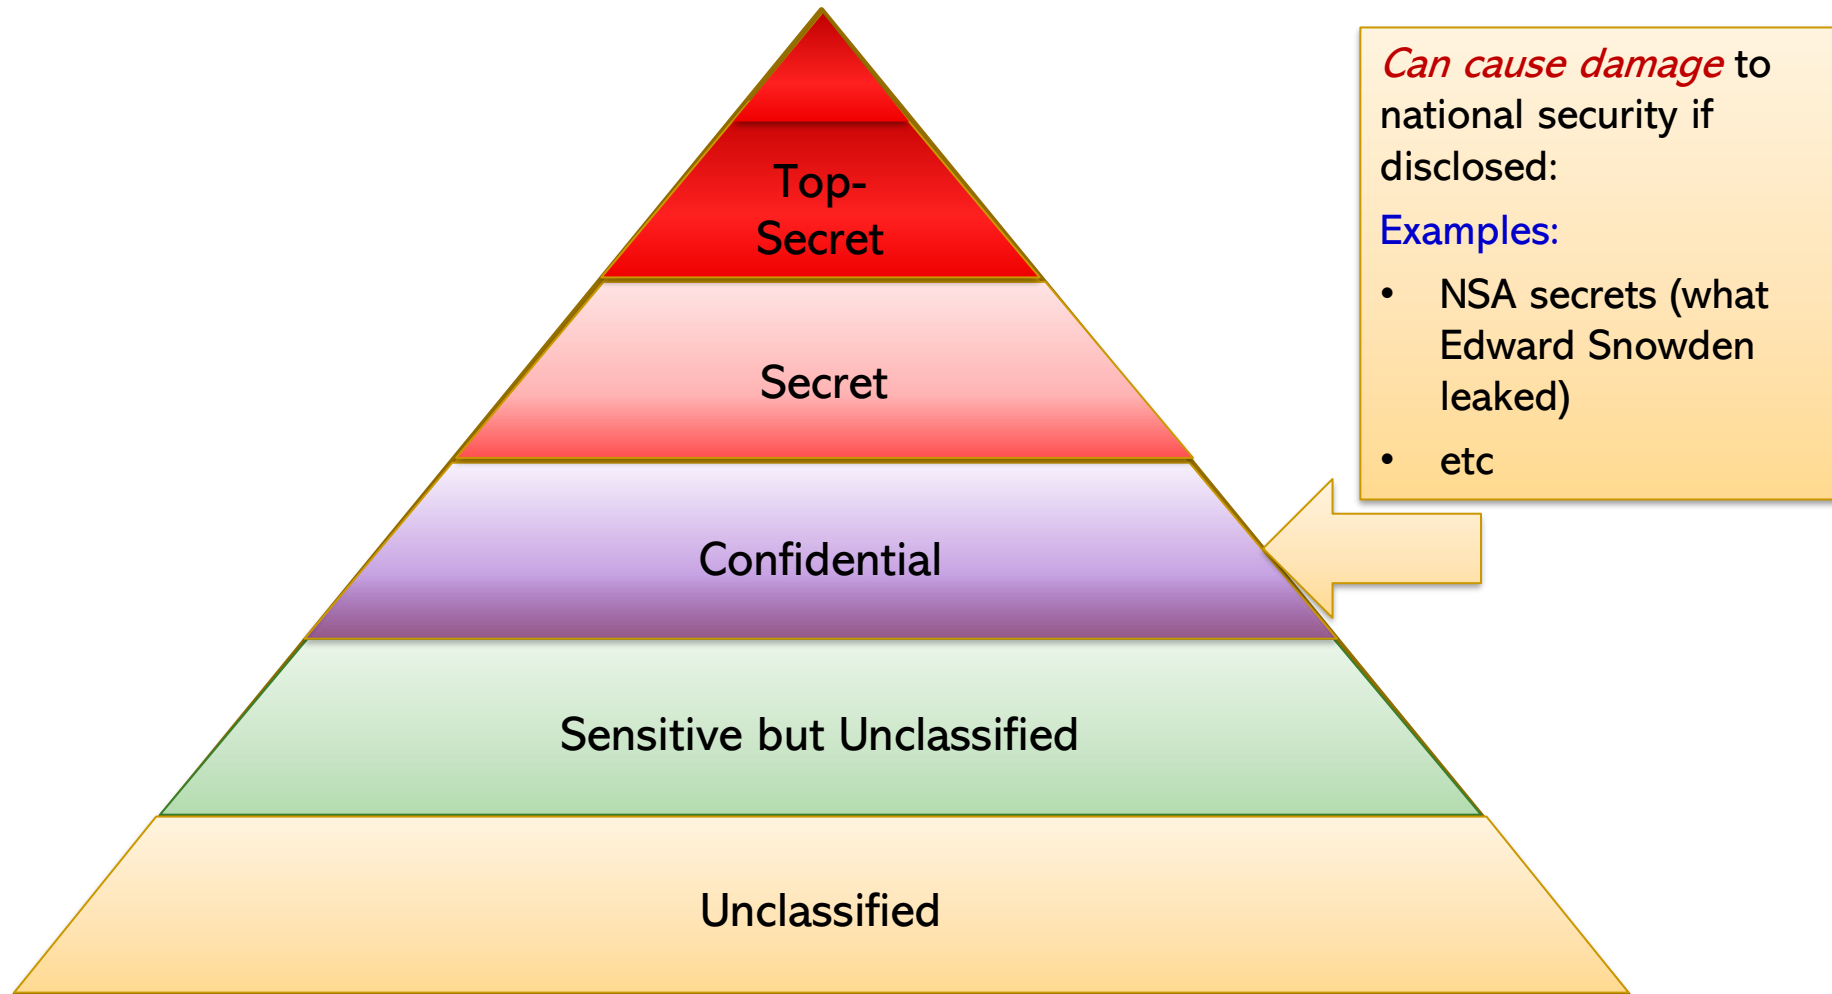 Top-
Secret
Secret
Confidential
Sensitive but Unclassified
Unclassified
Can cause damage to
national security if
disclosed:
Examples:
• NSA secrets (what
Edward Snowden
leaked)
• etc